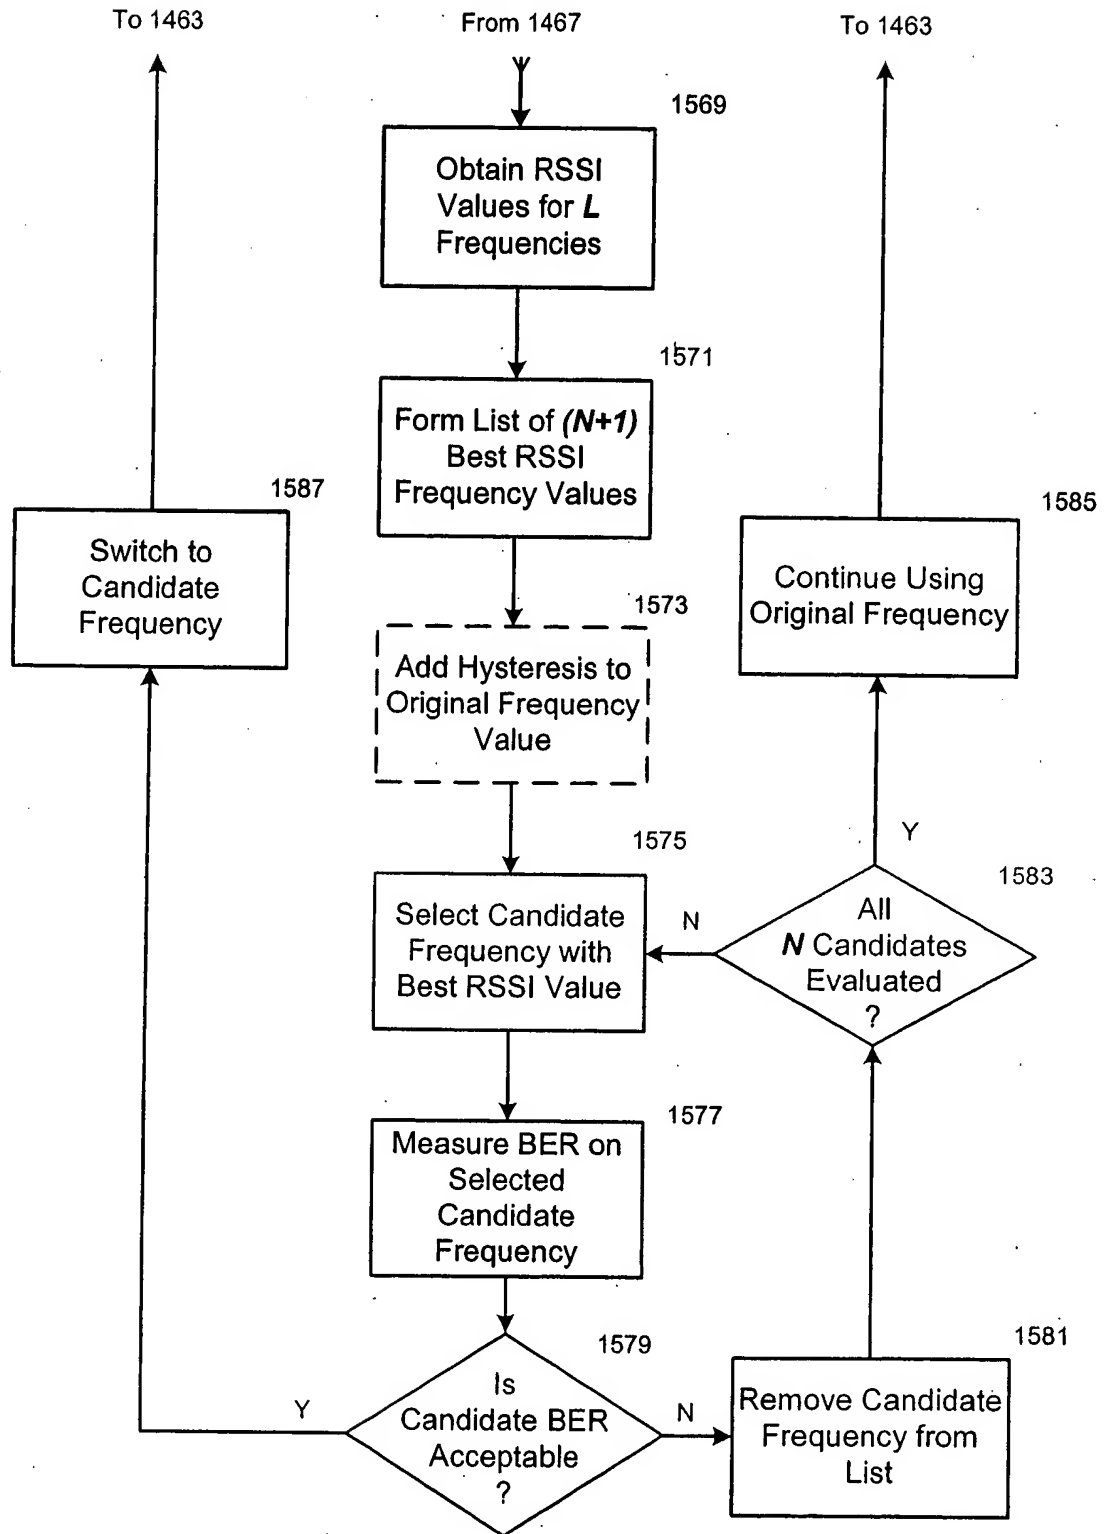 To 1463
From 1467
To 1463
1569
Obtain RSSI
Values for L
Frequencies
1571
Form List of (N+1)
Best RSSI
Frequency Values
1587
Switch to
Candidate
Frequency
1585
Continue Using
Original Frequency
1573
Add Hysteresis to
Original Frequency
Value
Y
1575
Select Candidate
Frequency with
Best RSSI Value
N
1583
All
N Candidates
Evaluated
?
1577
Measure BER on
Selected
Candidate
Frequency
1579
Is
Candidate BER
Acceptable
?
Y
N
1581
Remove Candidate
Frequency from
List